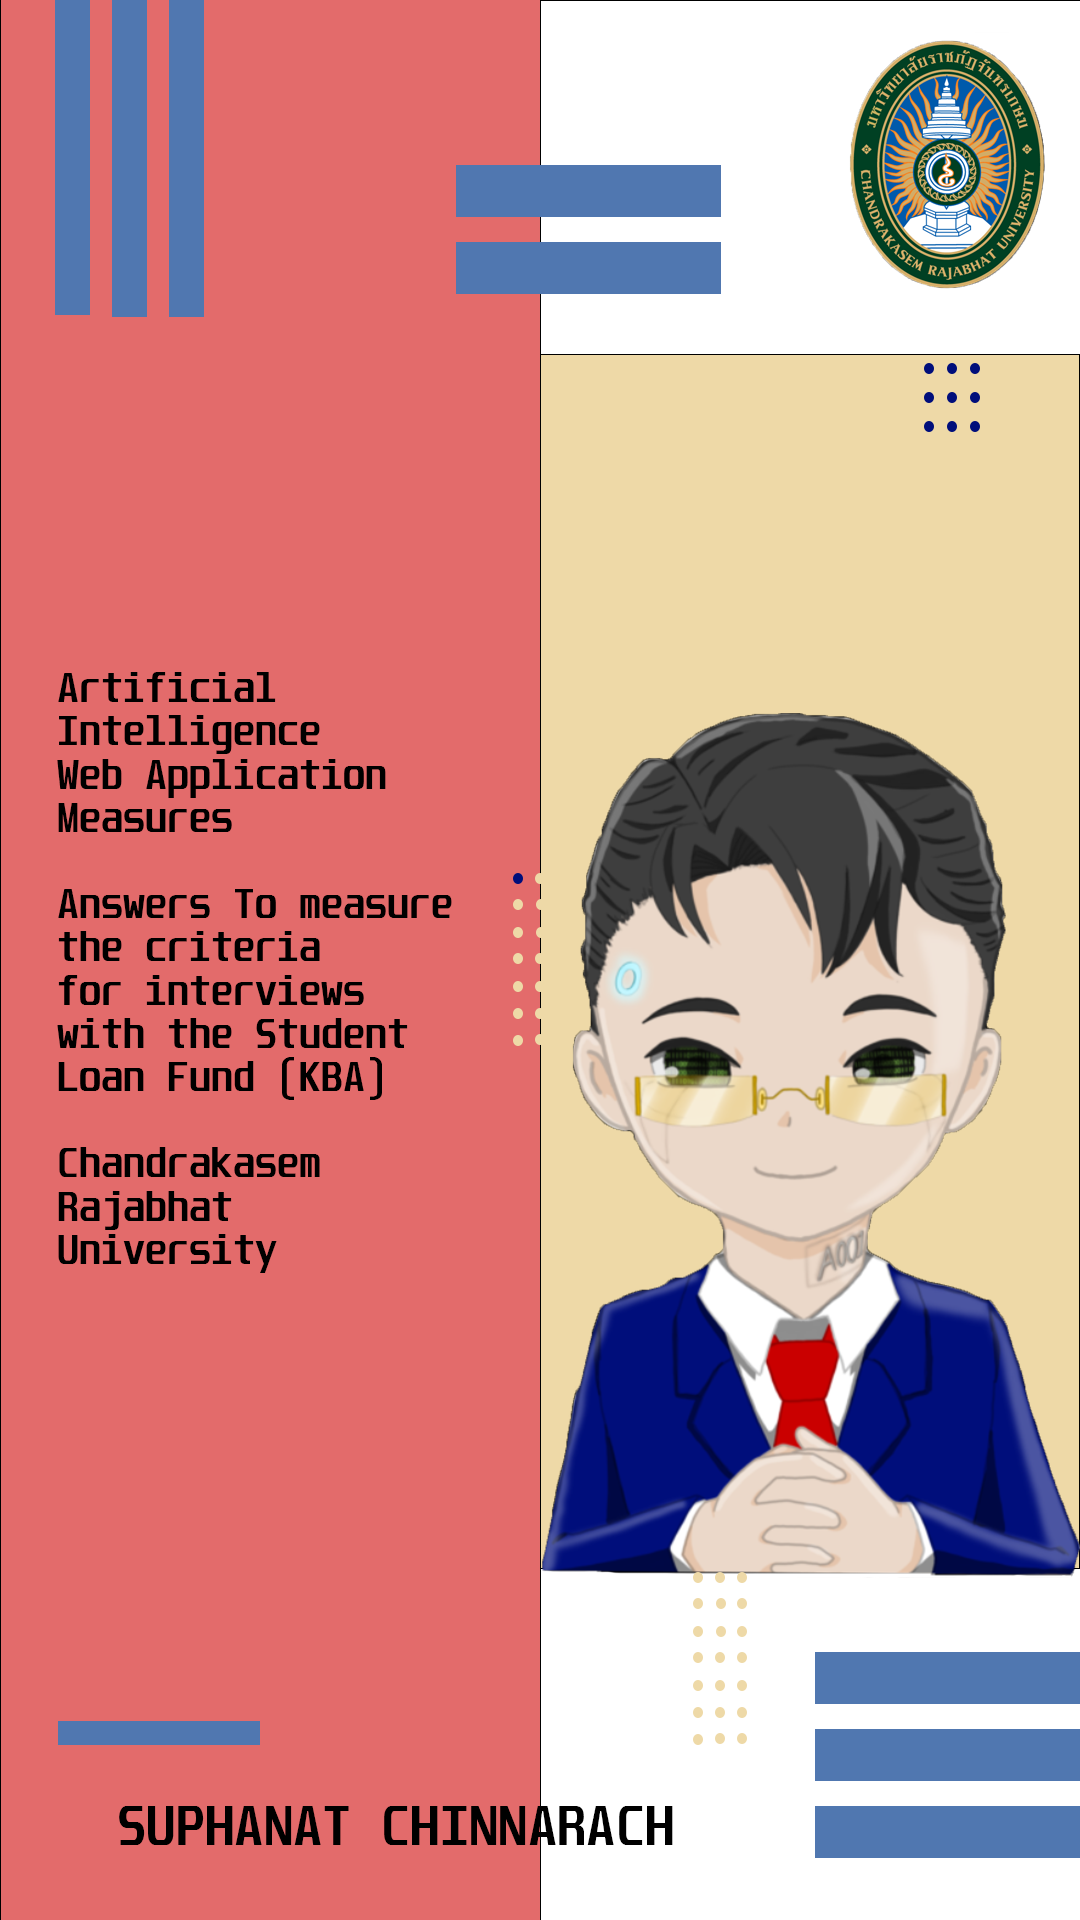 มหาวิทยาลัยราชภัฏจันทรเกษม
CHANDRAKASEM RAJABHAT UNIVERSITY
Artificial
Intelligence
Web Application
Measures
Answers To measure
the criteria
for interviews
with the Student
Loan Fund (KBA)
Chandrakasem
Rajabhat
University
A001
SUPHANAT CHINNARACH